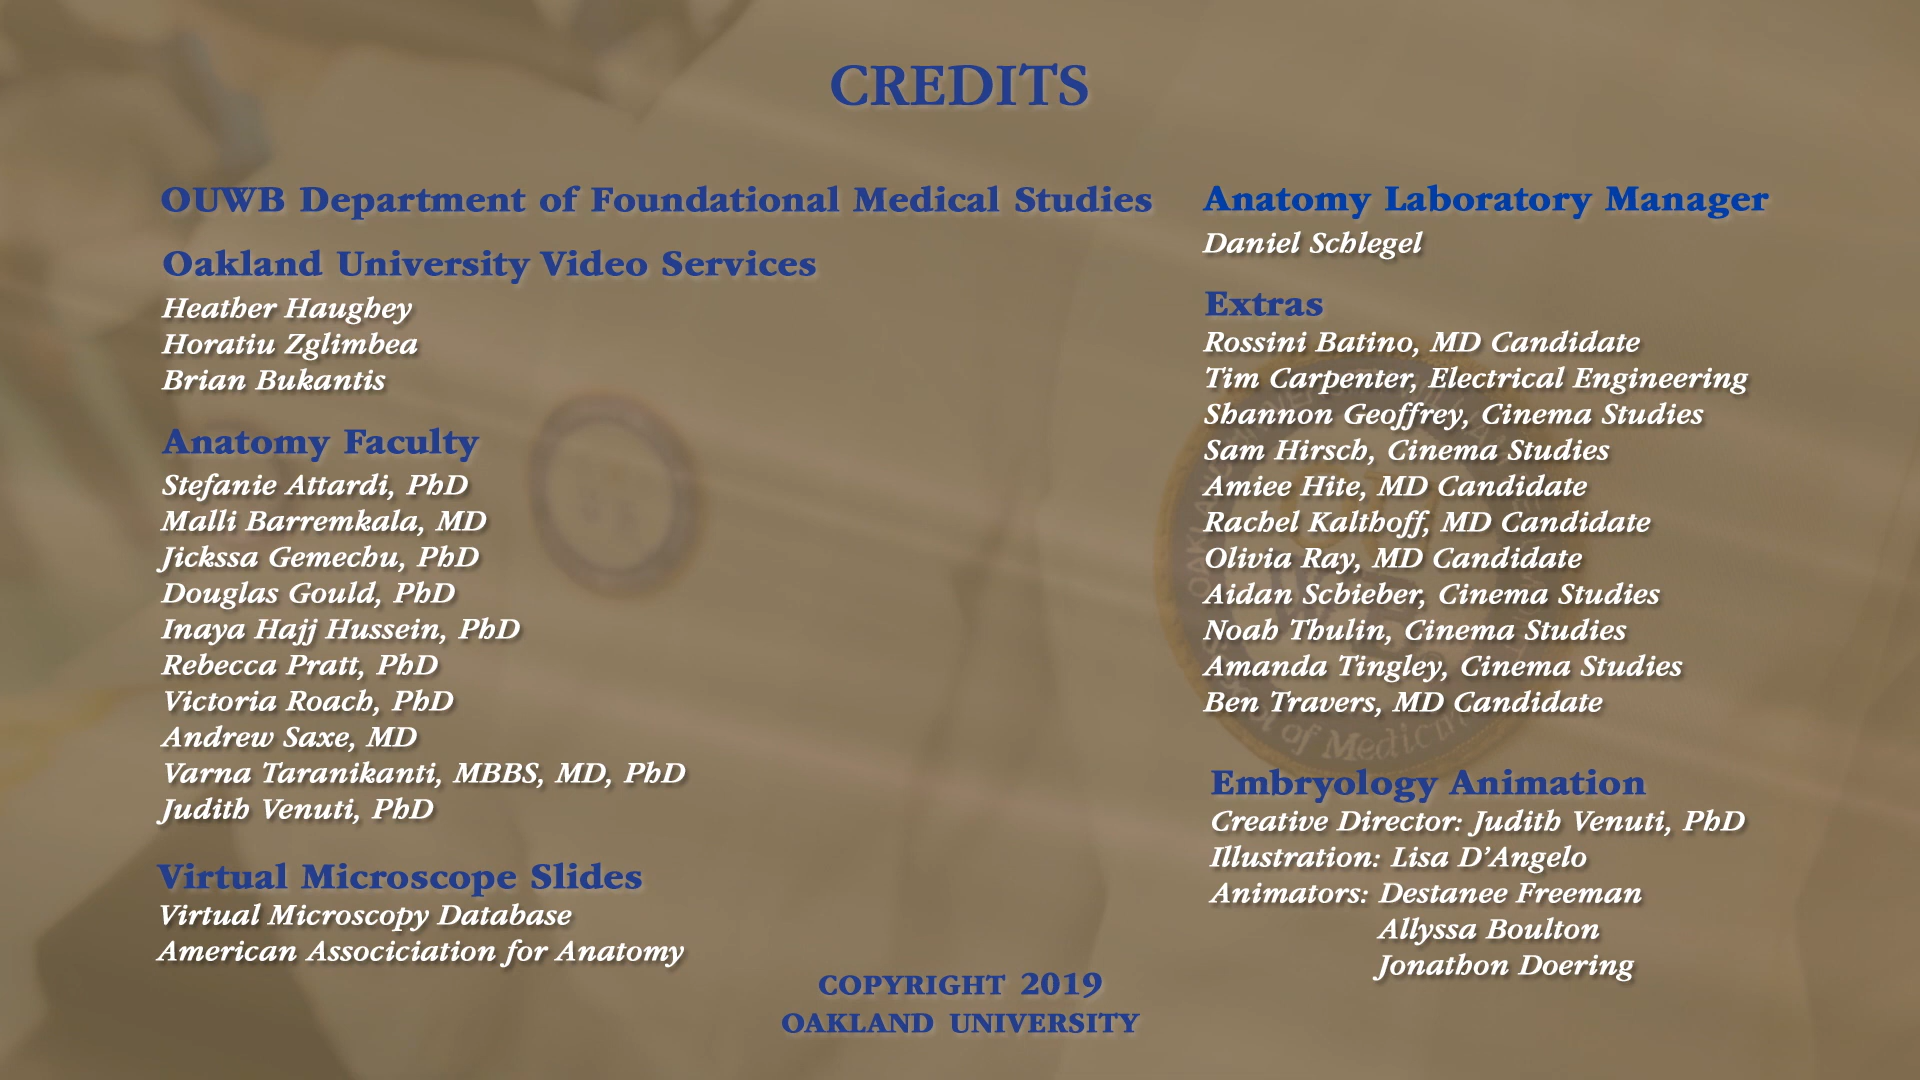 CREDITS
OUWB Department of Foundational Medical Studies
Oakland University Video Services
Heather Haughey
Horatiu Zglimbea
Brian Bukantis
Anatomy Faculty
Stefanie Attardi, PhD
Malli Barremkala, MD
Jickssa Gemechu, PhD
Douglas Gould, PhD
Inaya Hajj Hussein, PhD
Rebecca Pratt, PhD
Victoria Roach, PhD
Andrew Saxe, MD
Varna Taranikanti, MBBS, MD, PhD
Judith Venuti, PhD
Virtual Microscope Slides
Virtual Microscopy Database
American Associciation for Anatomy
Anatomy Laboratory Manager
Daniel Schlegel
Extras
Rossini Batino, MD Candidate
Tim Carpenter, Electrical Engineering
Shannon Geoffrey, Cinema Studies
Sam Hirsch, Cinema Studies
Amiee Hite, MD Candidate
Rachel Kalthoff, MD Candidate
Olivia Ray, MD Candidate
Aidan Scbieber, Cinema Studies
Noah Thulin, Cinema Studies
Amanda Tingley, Cinema Studies
Ben Travers, MD Candidate
of Medicin
Embryology Animation
Creative Director: Judith Venuti, PhD
Illustration: Lisa D'Angelo
Animators: Destanee Freeman
Allyssa Boulton
Jonathon Doering
COPYRIGHT 2019
OAKLAND UNIVERSITY